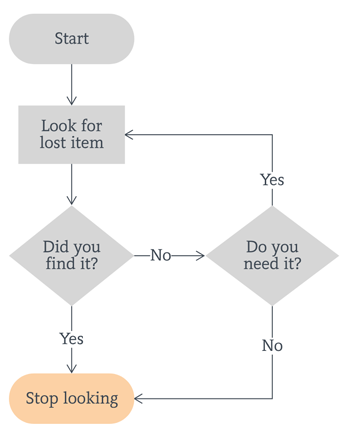 Start
Look for
lost item
Yes
Did you
find it?
No
Do you
need it?
Yes
No
Stop looking